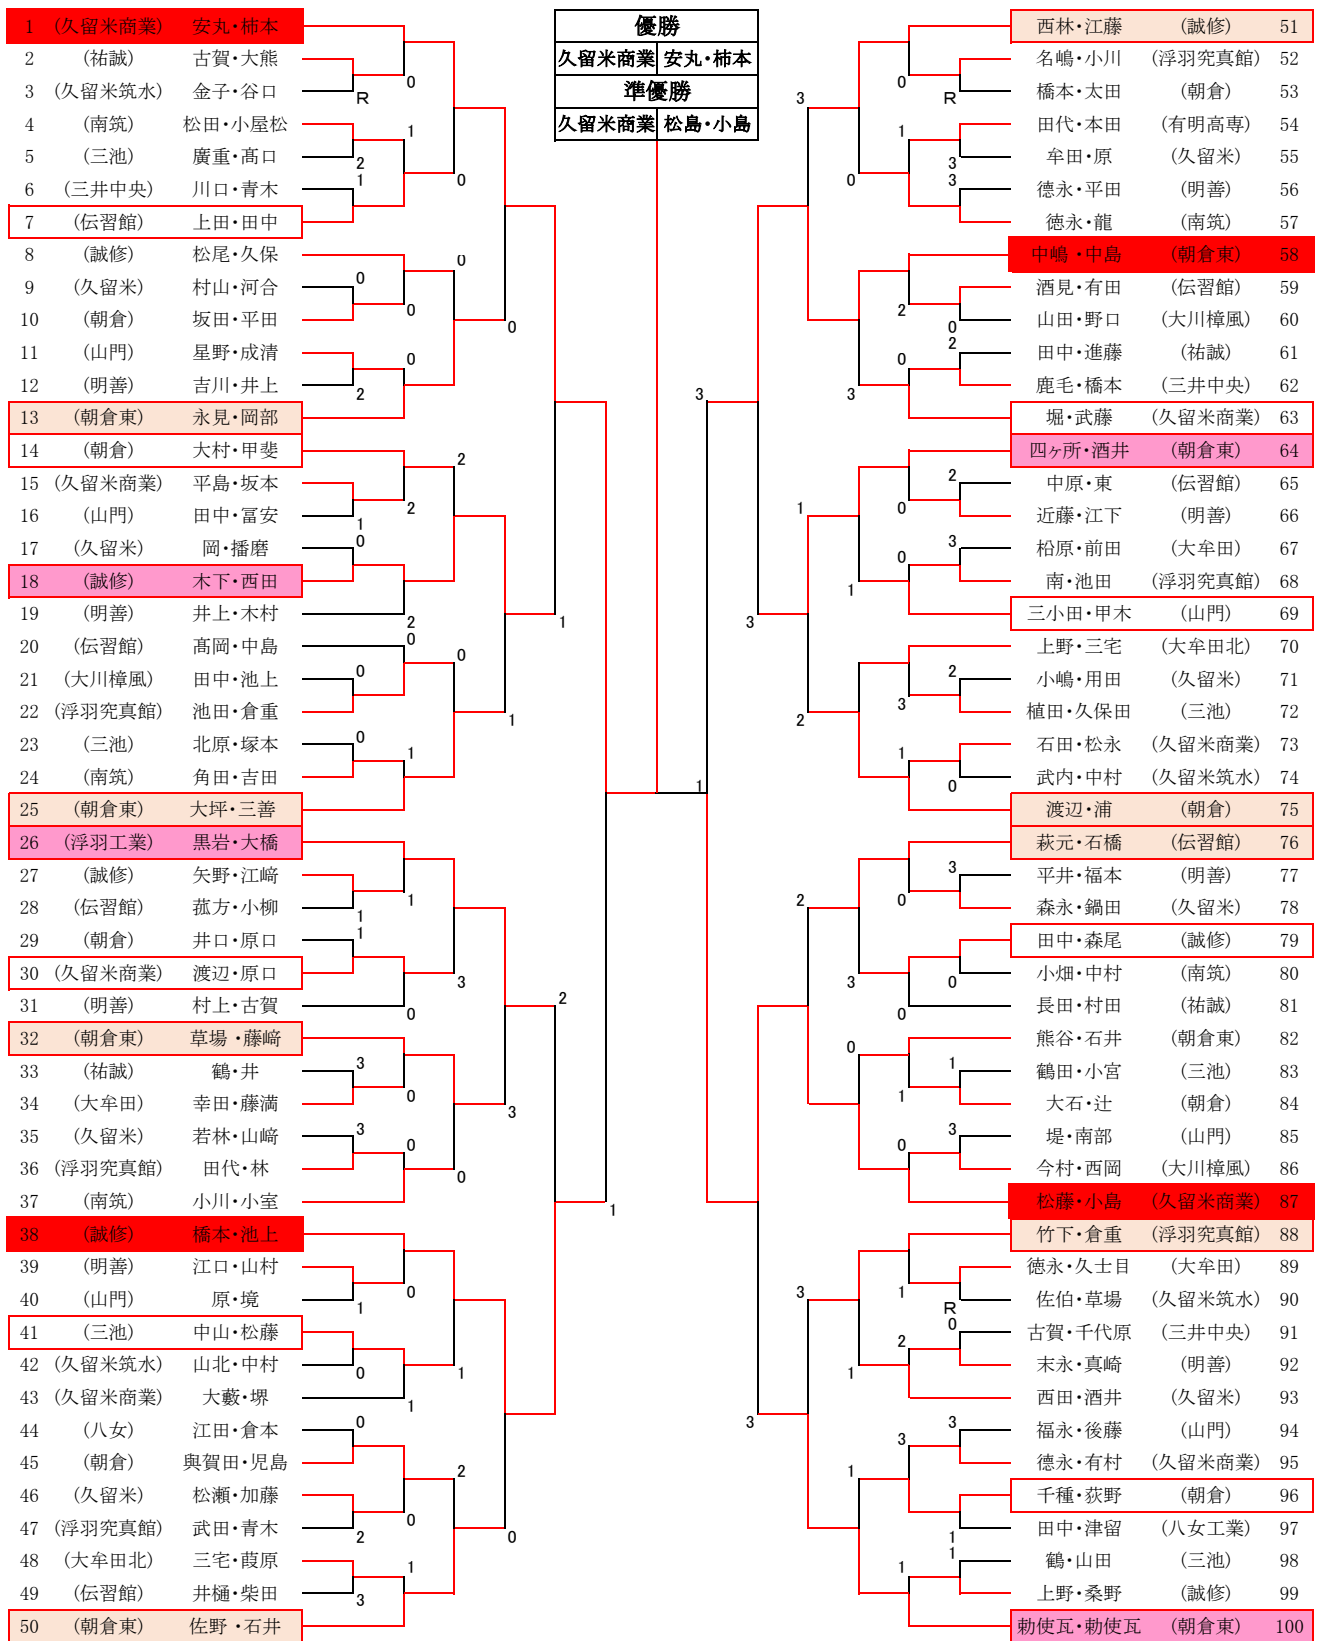 優勝
久留米商業 安丸・柿本
準優勝
久留米商業 松島・小島
1 (久留米商業) 安丸・柿本
2 (祐誠) 古賀・大熊
3 (久留米筑水) 金子・谷口
4 (南筑) 松田・小屋松
5 (三池) 廣重・髙口
6 (三井中央) 川口・青木
7 (伝習館) 上田・田中
8 (誠修) 松尾・久保
9 (久留米) 村山・河合
10 (朝倉) 坂田・平田
11 (山門) 星野・成清
12 (明善) 吉川・井上
13 (朝倉東) 永見・岡部
14 (朝倉) 大村・甲斐
15 (久留米商業) 平島・坂本
16 (山門) 田中・冨安
17 (久留米) 岡・播磨
18 (誠修) 木下・西田
19 (明善) 井上・木村
20 (伝習館) 髙岡・中島
21 (大川樟風) 田中・池上
22 (浮羽究真館) 池田・倉重
23 (三池) 北原・塚本
24 (南筑) 角田・吉田
25 (朝倉東) 大坪・三善
26 (浮羽工業) 黒岩・大橋
27 (誠修) 矢野・江﨑
28 (伝習館) 菰方・小柳
29 (朝倉) 井口・原口
30 (久留米商業) 渡辺・原口
31 (明善) 村上・古賀
32 (朝倉東) 草場・藤﨑
33 (祐誠) 鶴・井
34 (大牟田) 幸田・藤満
35 (久留米) 若林・山﨑
36 (浮羽究真館) 田代・林
37 (南筑) 小川・小室
38 (誠修) 橋本・池上
39 (明善) 江口・山村
40 (山門) 原・境
41 (三池) 中山・松藤
42 (久留米筑水) 山北・中村
43 (久留米商業) 大藪・堺
44 (八女) 江田・倉本
45 (朝倉) 與賀田・児島
46 (久留米) 松瀬・加藤
47 (浮羽究真館) 武田・青木
48 (大牟田北) 三宅・葭原
49 (伝習館) 井樋・柴田
50 (朝倉東) 佐野・石井
西林・江藤 (誠修) 51
名嶋・小川 (浮羽究真館) 52
橋本・太田 (朝倉) 53
田代・本田 (有明高専) 54
牟田・原 (久留米) 55
德永・平田 (明善) 56
徳永・龍 (南筑) 57
中嶋・中島 (朝倉東) 58
酒見・有田 (伝習館) 59
山田・野口 (大川樟風) 60
田中・進藤 (祐誠) 61
鹿毛・橋本 (三井中央) 62
堀・武藤 (久留米商業) 63
四ヶ所・酒井 (朝倉東) 64
中原・東 (伝習館) 65
近藤・江下 (明善) 66
松原・前田 (大牟田) 67
南・池田 (浮羽究真館) 68
三小田・甲木 (山門) 69
上野・三宅 (大牟田北) 70
小嶋・用田 (久留米) 71
植田・久保田 (三池) 72
石田・松永 (久留米商業) 73
武内・中村 (久留米筑水) 74
渡辺・浦 (朝倉) 75
萩元・石橋 (伝習館) 76
平井・福本 (明善) 77
森永・鍋田 (久留米) 78
田中・森尾 (誠修) 79
小畑・中村 (南筑) 80
長田・村田 (祐誠) 81
熊谷・石井 (朝倉東) 82
鶴田・小宮 (三池) 83
大石・辻 (朝倉) 84
堤・南部 (山門) 85
今村・西岡 (大川樟風) 86
松藤・小島 (久留米商業) 87
竹下・倉重 (浮羽究真館) 88
徳永・久士目 (大牟田) 89
佐伯・草場 (久留米筑水) 90
古賀・千代原 (三井中央) 91
末永・真崎 (明善) 92
西田・酒井 (久留米) 93
福永・後藤 (山門) 94
徳永・有村 (久留米商業) 95
千種・荻野 (朝倉) 96
田中・津留 (八女工業) 97
鶴・山田 (三池) 98
上野・桑野 (誠修) 99
勅使瓦・勅使瓦 (朝倉東) 100